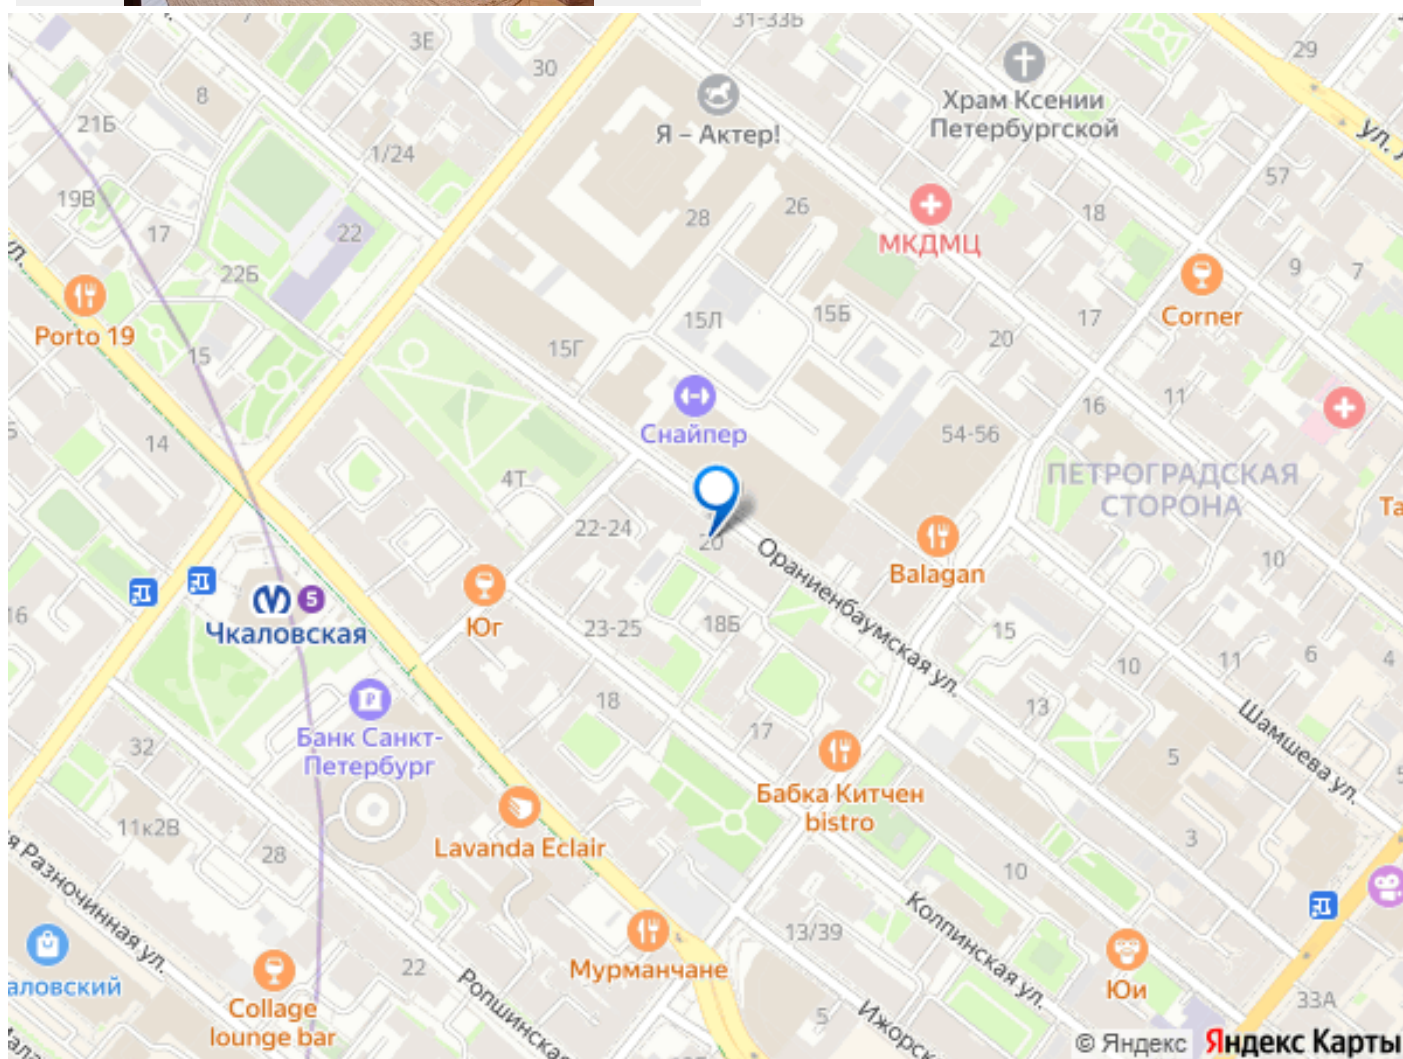 31-33Б
3Е
29
30
Храм Ксении
Петербургской
8
Я – Актер!
21Б
ул.
1/24
57
19В
МКДМЦ
18
28
26
17
22
ул.
22Б
9
7
Porto 19
15Л
15Б
Corner
17
20
15
15Г
16
11
Снайпер
54-56
14
4Т
ПЕТРОГРАДСКАЯ
СТОРОНА
22-24
20
Ораниенбаумская ул.
Balagan
10
5
Чкаловская
16
Юг
23-25
18Б
15
10
11
6
4
18
13
Шамшева ул.
Банк Санкт-
Петербург
32
17
5
Бабка Китчен
bistro
11к2В
28
Lavanda Eclair
3
я Разночинная ул.
10
Колпинская ул.
13/39
22
Мурманчане
Юи
аловский
Ропшинская
Collage
lounge bar
5
Ижорск
33А
© Яндекс Яндекс Карты